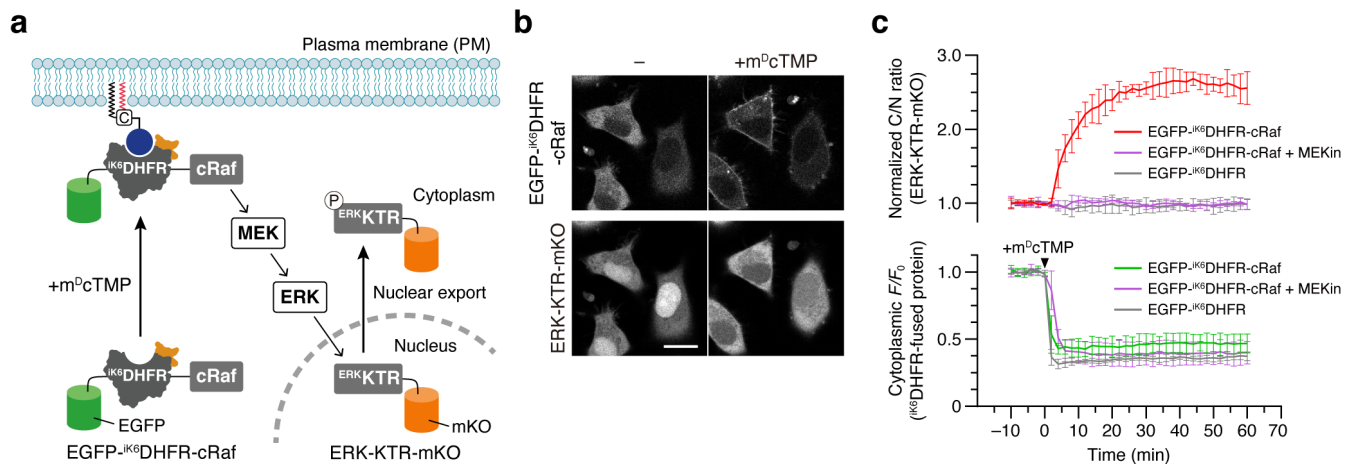 a
Plasma membrane (PM)
C
iK6DHFR
cRaf
P
ERKKTR
Cytoplasm
MEK
+mDcTMP
ERK
Nuclear export
Nucleus
iK6DHFR
cRaf
ERKKTR
EGFP
mKO
EGFP-iK6DHFR-cRaf
ERK-KTR-mKO
b
–
+mDcTMP
EGFP-iK6DHFR
-cRaf
ERK-KTR-mKO
c
Normalized C/N ratio
(ERK-KTR-mKO)
3.0
2.0
1.0
EGFP-iK6DHFR-cRaf
EGFP-iK6DHFR-cRaf + MEKin
EGFP-iK6DHFR
+mDcTMP
Cytoplasmic F/F0
(iK6DHFR-fused protein)
1.0
0.5
0
EGFP-iK6DHFR-cRaf
EGFP-iK6DHFR-cRaf + MEKin
EGFP-iK6DHFR
–10 0 10 20 30 40 50 60 70
Time (min)